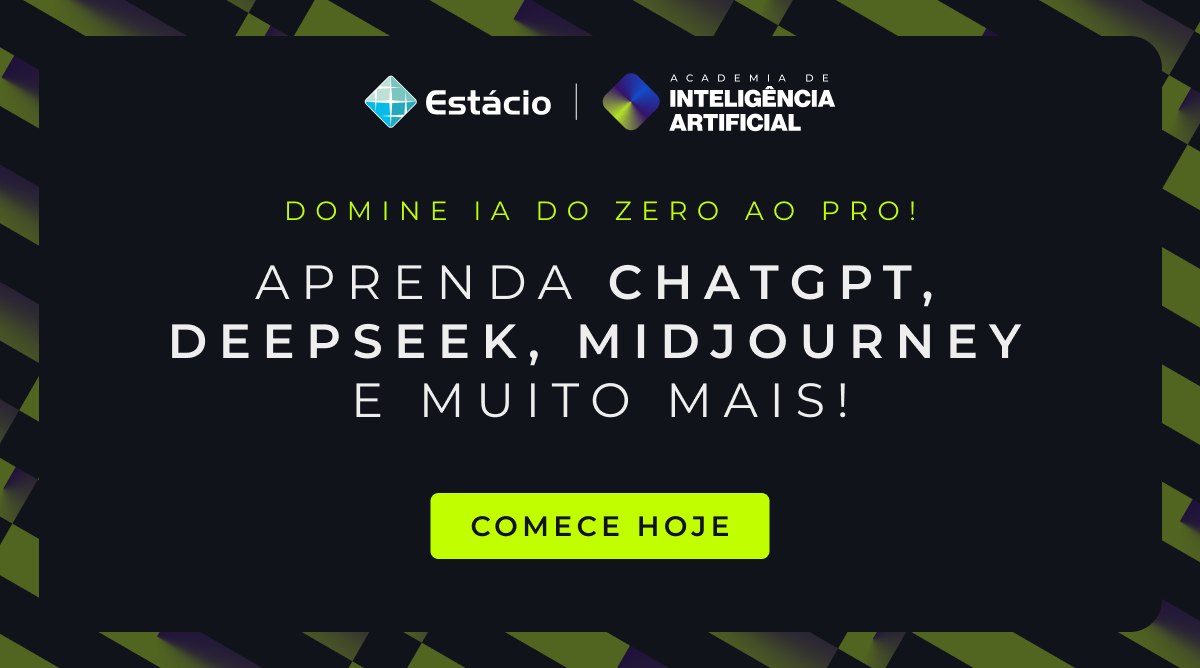 Estácio
ACADEMIA DE
INTELIGÊNCIA
ARTIFICIAL
DOMINE IA DO ZERO AO PRO!
APRENDA CHATGPT,
DEEPSEEK, MIDJOURNEY
E MUITO MAIS!
COMECE HOJE